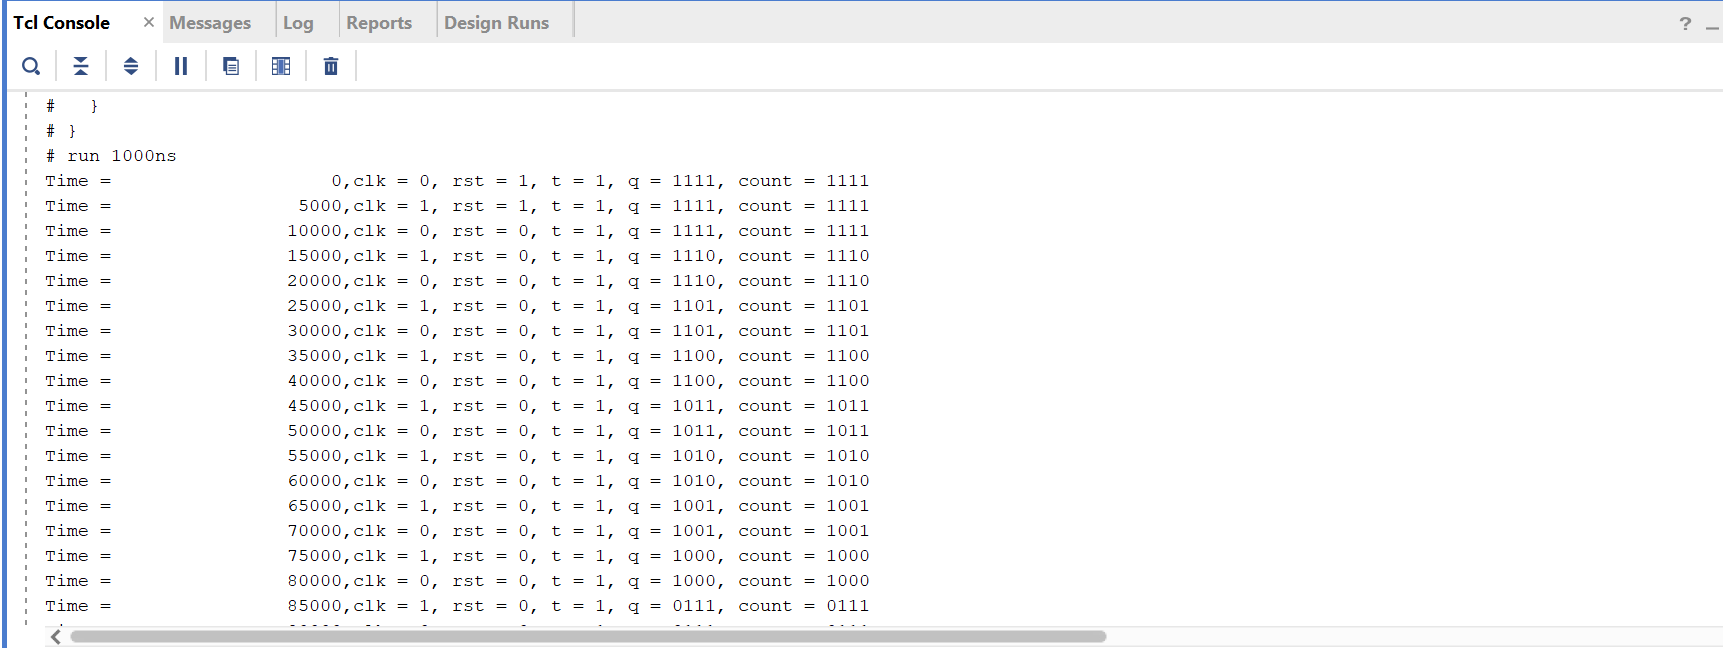 Tcl Console × Messages Log Reports Design Runs ? _
#   }
# }
# run 1000ns
Time =                    0,clk = 0, rst = 1, t = 1, q = 1111, count = 1111
Time =                 5000,clk = 1, rst = 1, t = 1, q = 1111, count = 1111
Time =                10000,clk = 0, rst = 0, t = 1, q = 1111, count = 1111
Time =                15000,clk = 1, rst = 0, t = 1, q = 1110, count = 1110
Time =                20000,clk = 0, rst = 0, t = 1, q = 1110, count = 1110
Time =                25000,clk = 1, rst = 0, t = 1, q = 1101, count = 1101
Time =                30000,clk = 0, rst = 0, t = 1, q = 1101, count = 1101
Time =                35000,clk = 1, rst = 0, t = 1, q = 1100, count = 1100
Time =                40000,clk = 0, rst = 0, t = 1, q = 1100, count = 1100
Time =                45000,clk = 1, rst = 0, t = 1, q = 1011, count = 1011
Time =                50000,clk = 0, rst = 0, t = 1, q = 1011, count = 1011
Time =                55000,clk = 1, rst = 0, t = 1, q = 1010, count = 1010
Time =                60000,clk = 0, rst = 0, t = 1, q = 1010, count = 1010
Time =                65000,clk = 1, rst = 0, t = 1, q = 1001, count = 1001
Time =                70000,clk = 0, rst = 0, t = 1, q = 1001, count = 1001
Time =                75000,clk = 1, rst = 0, t = 1, q = 1000, count = 1000
Time =                80000,clk = 0, rst = 0, t = 1, q = 1000, count = 1000
Time =                85000,clk = 1, rst = 0, t = 1, q = 0111, count = 0111